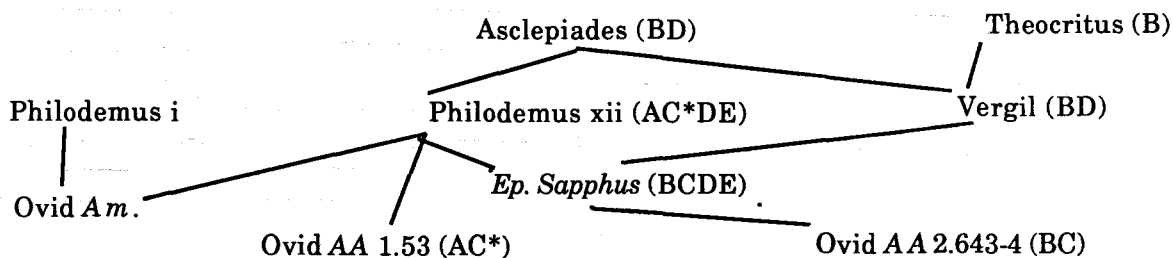 Asclepiades (BD)
Theocritus (B)
Philodemus i
Philodemus xii (AC*DE)
Vergil (BD)
Ep. Sapphus (BCDE)
Ovid Am.
Ovid AA 1.53 (AC*)
Ovid AA 2.643-4 (BC)